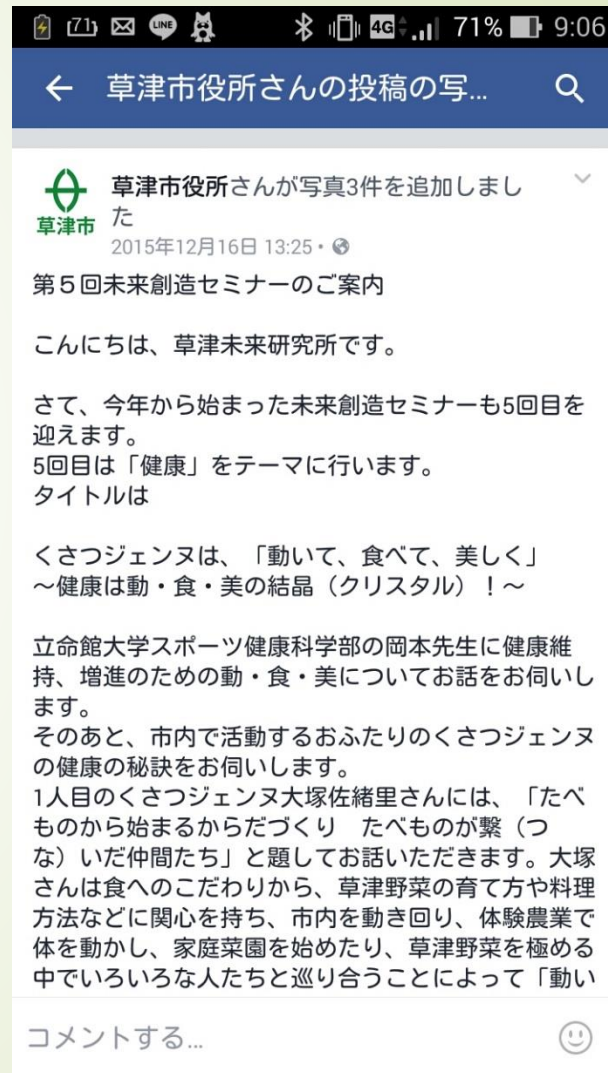 71
LINE
4G
71%
9:06
草津市役所さんの投稿の写...
草津市
草津市役所さんが写真3件を追加しまし
た
2015年12月16日 13:25・
第５回未来創造セミナーのご案内
こんにちは、草津未来研究所です。
さて、今年から始まった未来創造セミナーも5回目を
迎えます。
5回目は「健康」をテーマに行います。
タイトルは
くさつジェンヌは、「動いて、食べて、美しく」
～健康は動・食・美の結晶（クリスタル）！～
立命館大学スポーツ健康科学部の岡本先生に健康維
持、増進のための動・食・美についてお話をお伺いし
ます。
そのあと、市内で活動するおふたりのくさつジェンヌ
の健康の秘訣をお伺いします。
1人目のくさつジェンヌ大塚佐緒里さんには、「たべ
ものから始まるからだづくり　たべものが繋（つ
な）いだ仲間たち」と題してお話いただきます。大塚
さんは食へのこだわりから、草津野菜の育て方や料理
方法などに関心を持ち、市内を動き回り、体験農業で
体を動かし、家庭菜園を始めたり、草津野菜を極める
中でいろいろな人たちと巡り合うことによって「動い
コメントする...